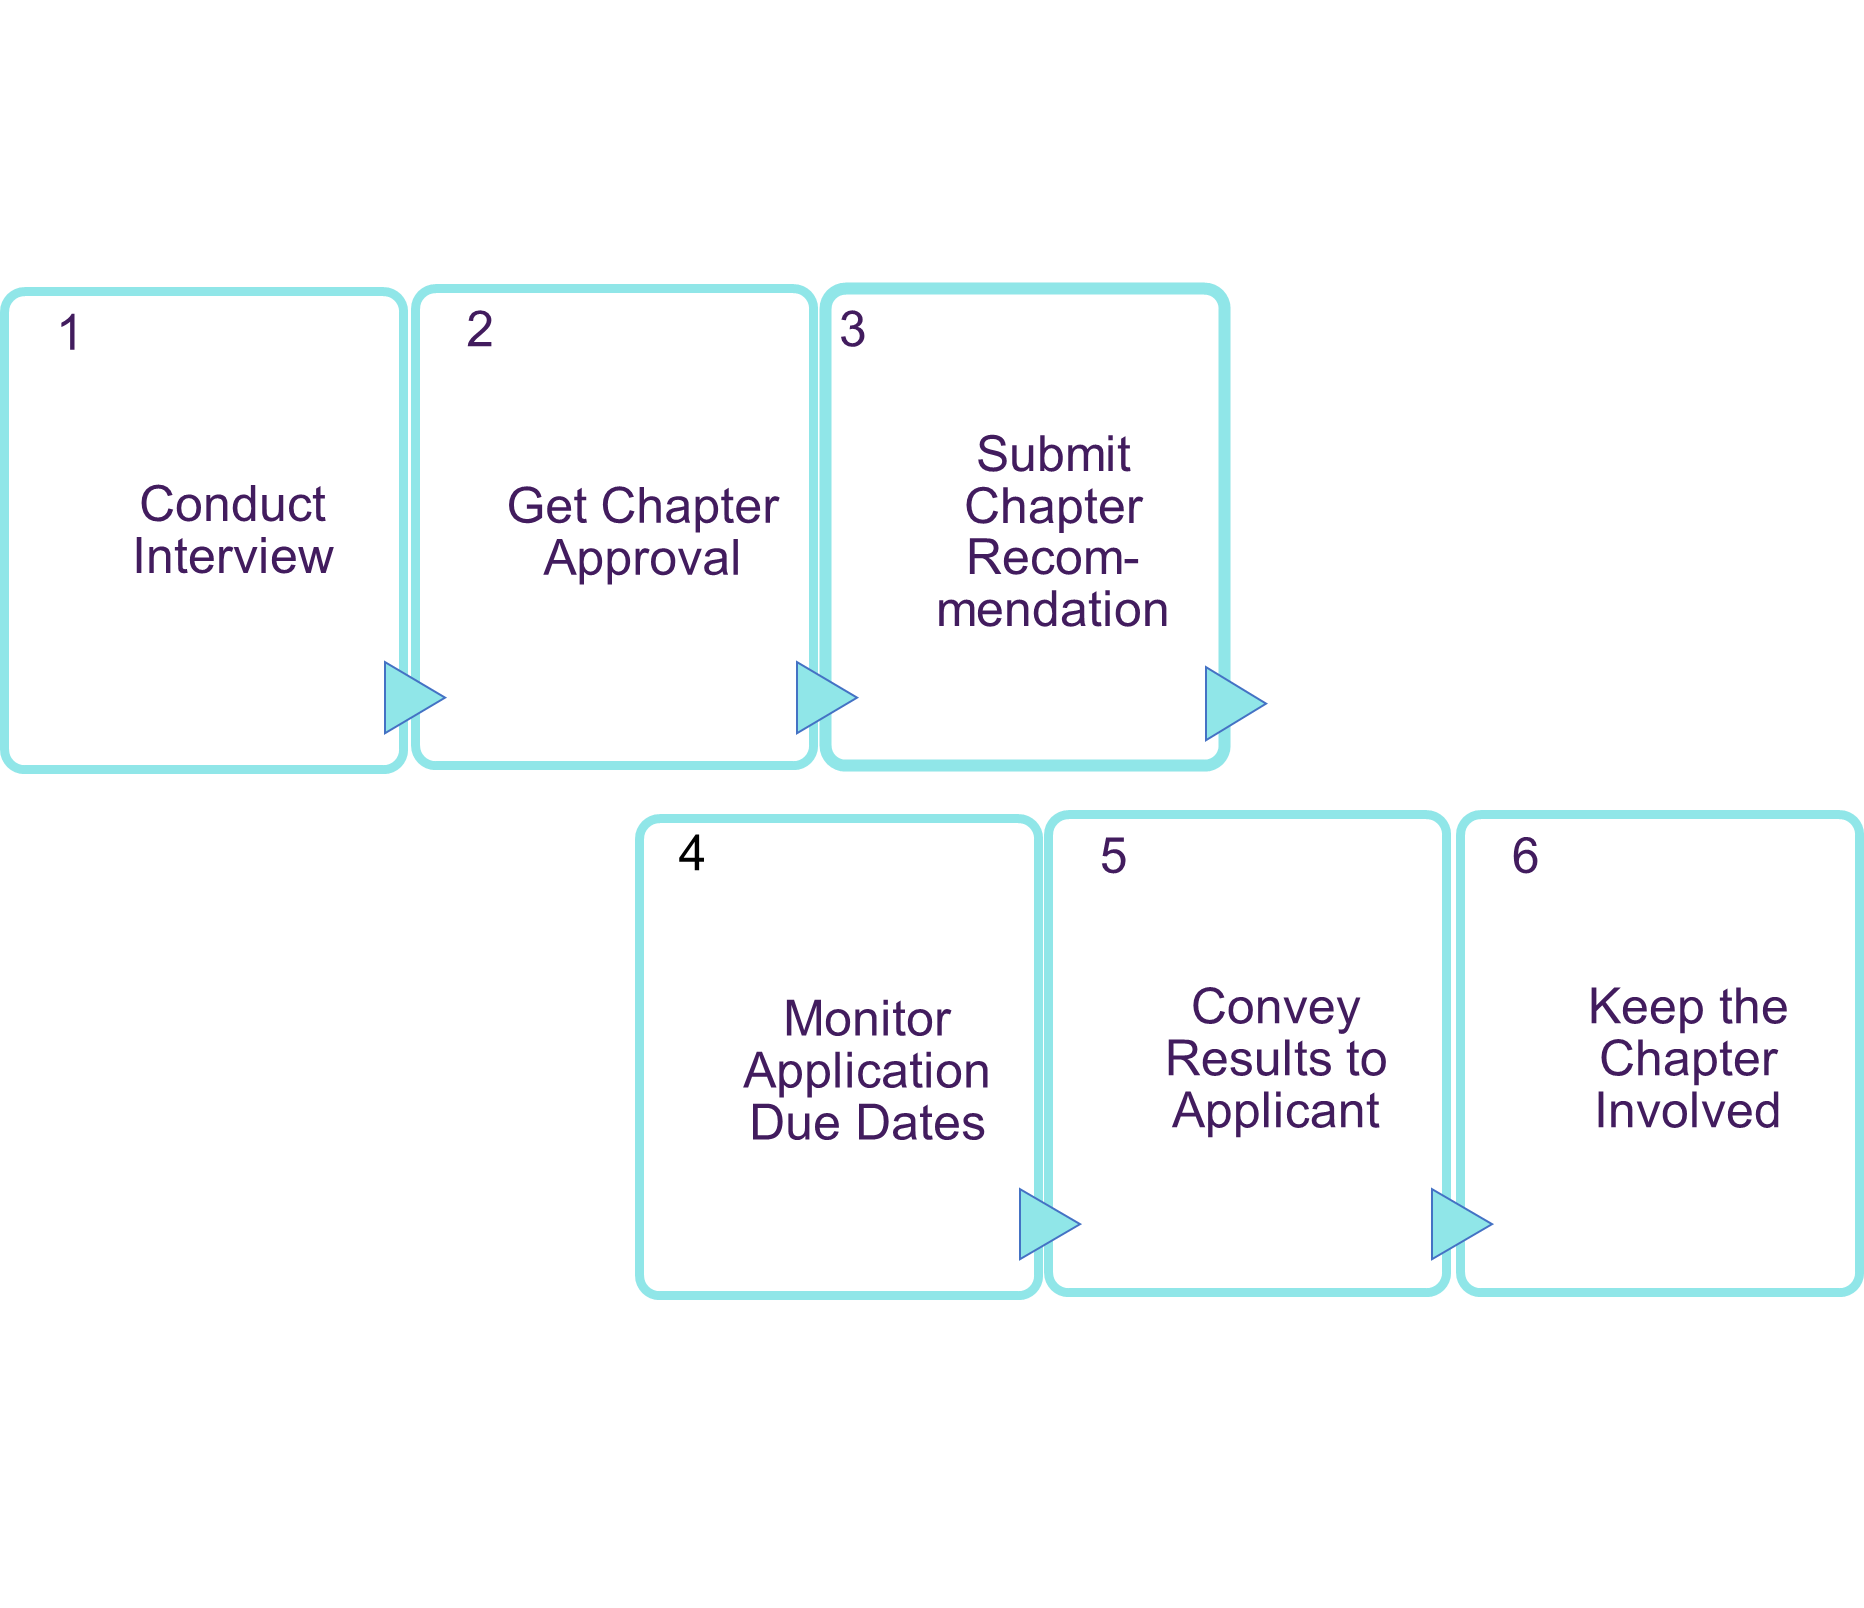 1
Conduct
Interview
2
Get Chapter
Approval
3
Submit
Chapter
Recom-
mendation
4
Monitor
Application
Due Dates
5
Convey
Results to
Applicant
6
Keep the
Chapter
Involved